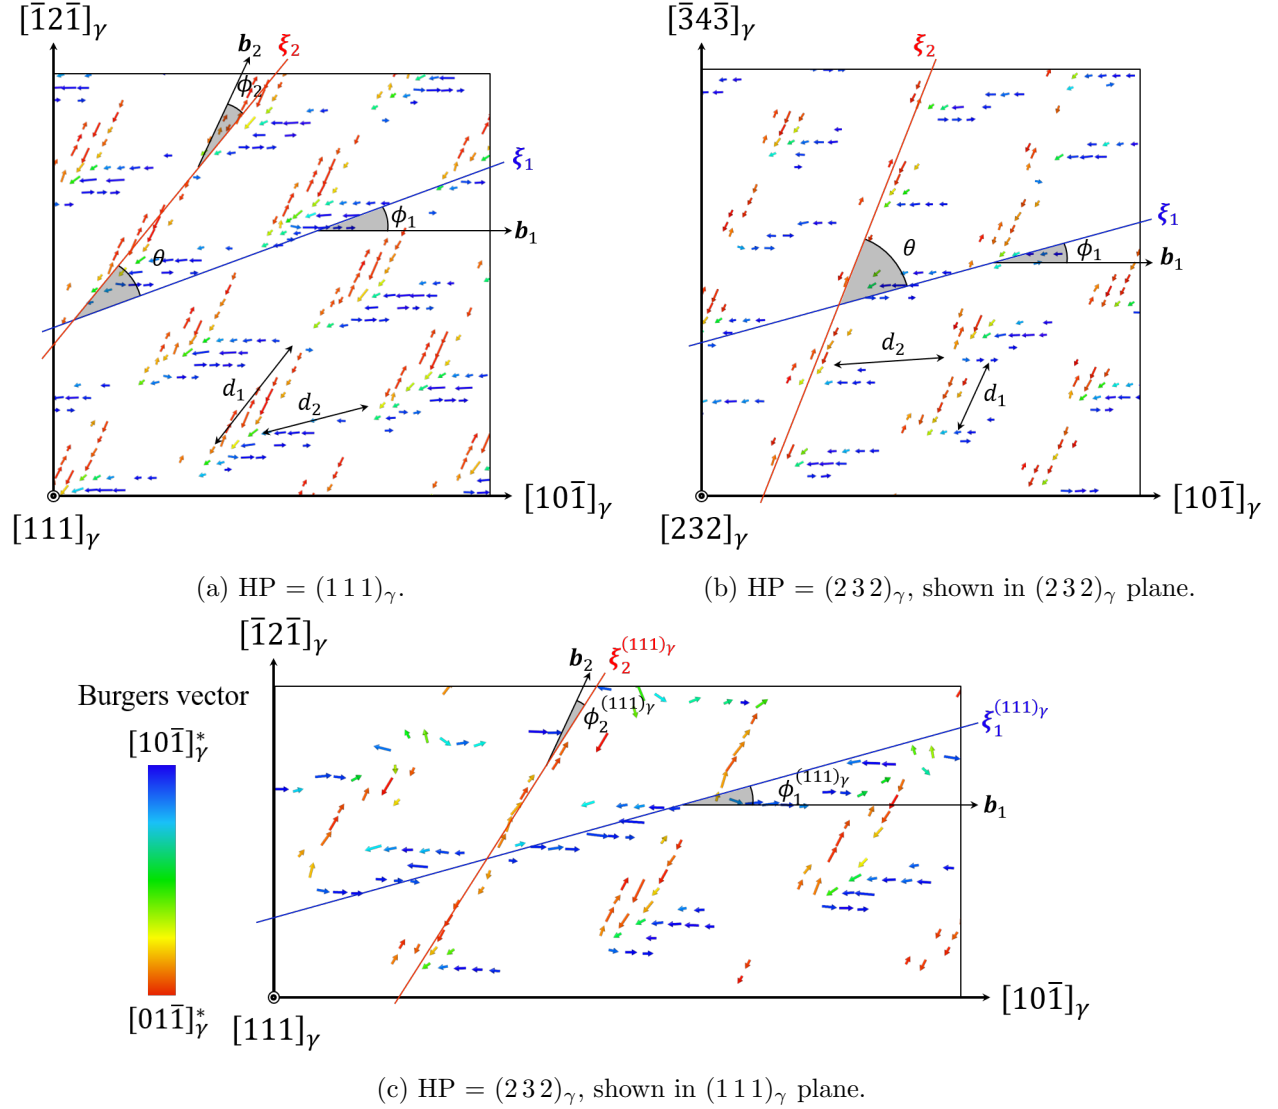 [1̄21̄]γ
b₂ ξ₂
ϕ₂
ξ₁
ϕ₁
b₁
θ
d₁
d₂
[111]γ
[101̄]γ
(a) HP = (1 1 1)γ.
[3̄43̄]γ
ξ₂
ξ₁
θ
ϕ₁
b₁
d₂
d₁
[232]γ
[101̄]γ
(b) HP = (2 3 2)γ, shown in (2 3 2)γ plane.
[1̄21̄]γ
b₂ ξ₂^(111)γ
ϕ₂^(111)γ
ξ₁^(111)γ
ϕ₁^(111)γ
b₁
Burgers vector
[101̄]*γ
[011̄]*γ
[111]γ
[101̄]γ
(c) HP = (2 3 2)γ, shown in (1 1 1)γ plane.